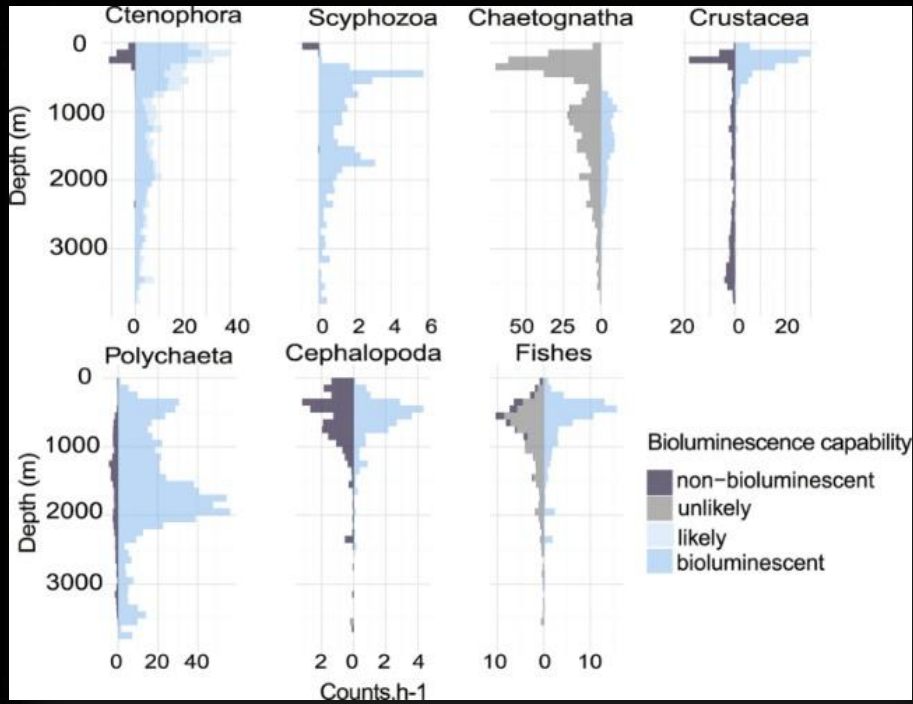 Ctenophora Scyphozoa Chaetognatha Crustacea
0
1000
2000
3000
Depth (m)
0 20 40 0 2 4 6 50 25 0 20 0 20
Polychaeta Cephalopoda Fishes
0
1000
2000
3000
Depth (m)
0 20 40 2 0 2 4 10 0 10
Counts.h-1
Bioluminescence capability
non-bioluminescent
unlikely
likely
bioluminescent